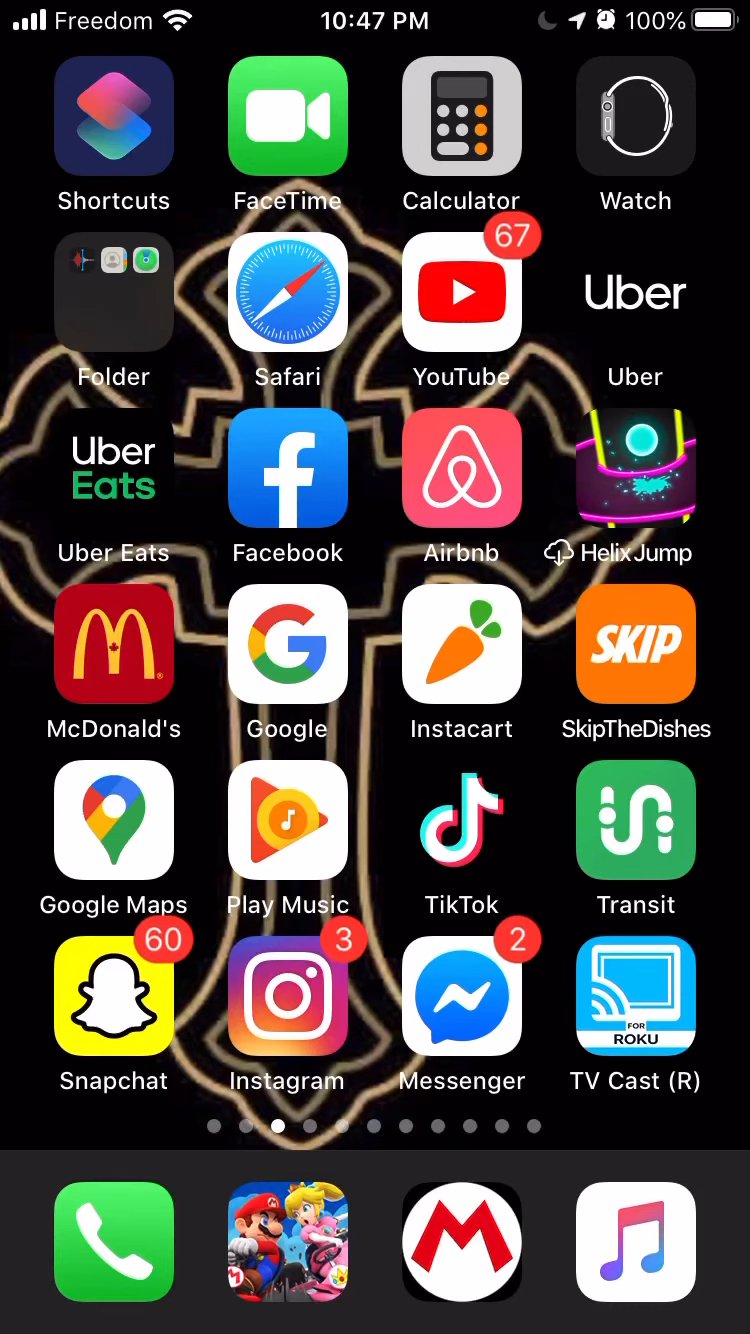 Freedom 10:47 PM 100%
Shortcuts FaceTime Calculator Watch
67
Uber
Folder Safari YouTube Uber
Uber
Eats
Uber Eats Facebook Airbnb Helix Jump
SKIP
McDonald's Google Instacart SkipTheDishes
Google Maps Play Music TikTok Transit
60 3 2
FOR
ROKU
Snapchat Instagram Messenger TV Cast (R)